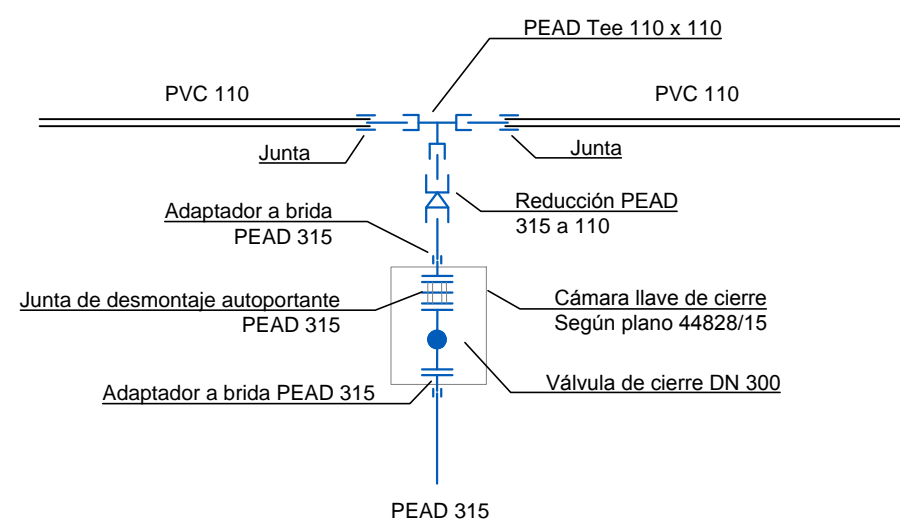 PEAD Tee 110 x 110
PVC 110
PVC 110
Junta
Junta
Reducción PEAD
315 a 110
Adaptador a brida
PEAD 315
Junta de desmontaje autoportante
PEAD 315
Cámara llave de cierre
Según plano 44828/15
Válvula de cierre DN 300
Adaptador a brida PEAD 315
PEAD 315